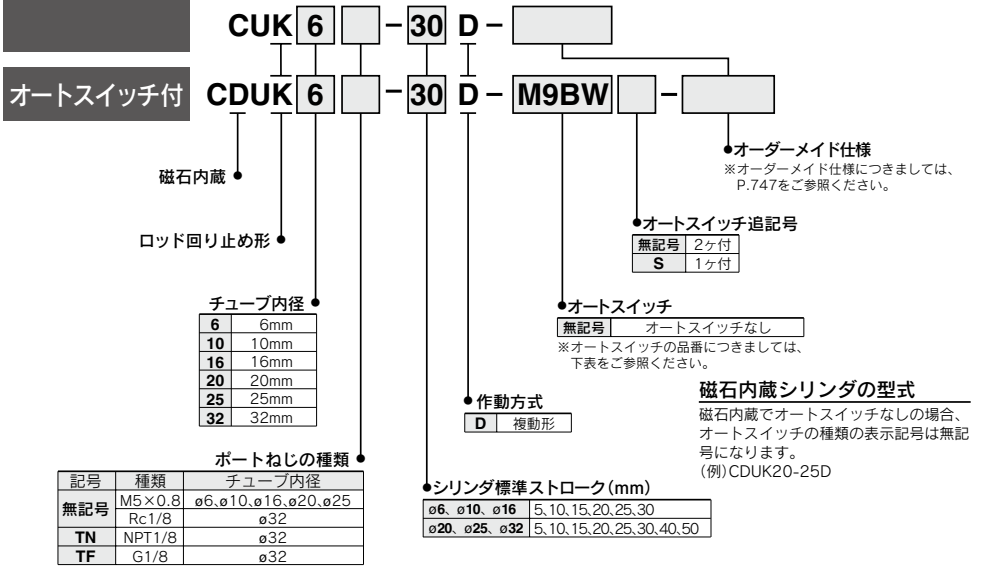 CUK 6 - 30 D -
オートスイッチ付 CDUK 6 - 30 D - M9BW -
磁石内蔵
ロッド回り止め形
チューブ内径
6 6mm
10 10mm
16 16mm
20 20mm
25 25mm
32 32mm
ポートねじの種類
記号 種類 チューブ内径
無記号 M5×0.8 ø6、ø10、ø16、ø20、ø25
Rc1/8 ø32
TN NPT1/8 ø32
TF G1/8 ø32
シリンダ標準ストローク(mm)
ø6、ø10、ø16 5、10、15、20、25、30
ø20、ø25、ø32 5、10、15、20、25、30、40、50
作動方式
D 複動形
オートスイッチ
無記号 オートスイッチなし
※オートスイッチの品番につきましては、
下表をご参照ください。
オートスイッチ追記号
無記号 2ヶ付
S 1ヶ付
オーダーメイド仕様
※オーダーメイド仕様につきましては、
P.747をご参照ください。
磁石内蔵シリンダの型式
磁石内蔵でオートスイッチなしの場合、
オートスイッチの種類の表示記号は無記
号になります。
(例)CDUK20-25D